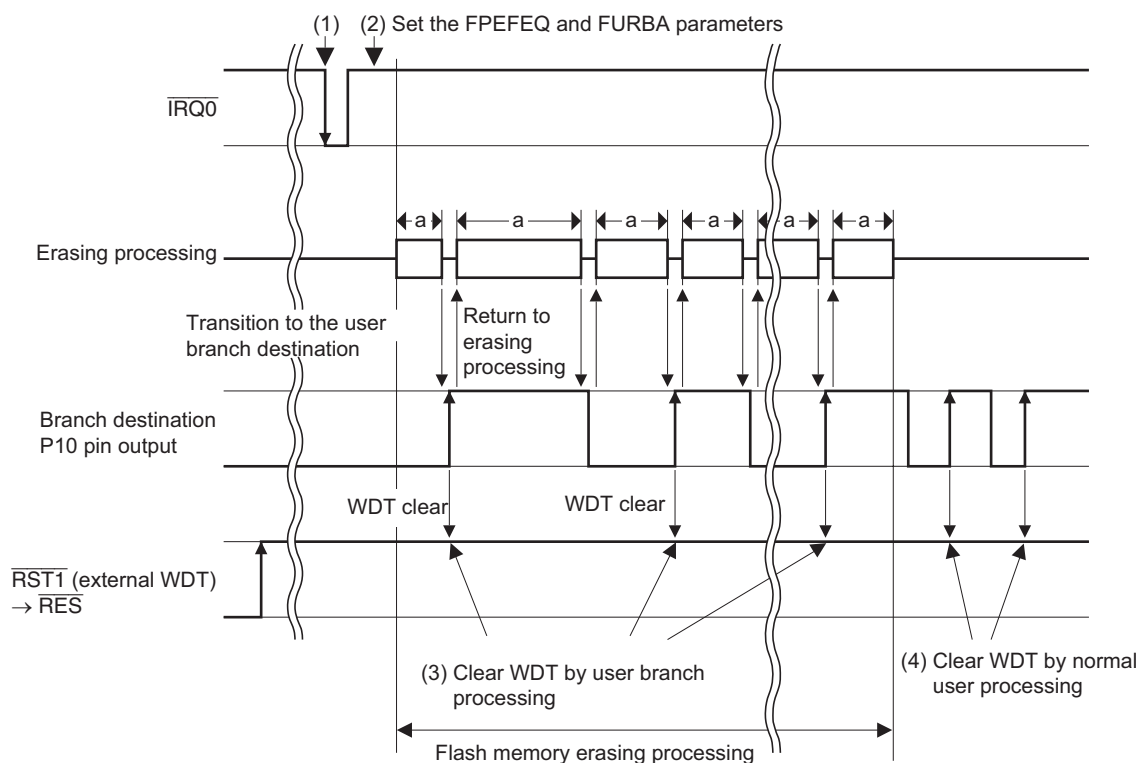 (1) (2) Set the FPEFEQ and FURBA parameters
IRQ0
a a a a a a
Erasing processing
Transition to the user
branch destination
Return to
erasing
processing
Branch destination
P10 pin output
WDT clear WDT clear
RST1 (external WDT)
→ RES
(3) Clear WDT by user branch
processing
(4) Clear WDT by normal
user processing
Flash memory erasing processing